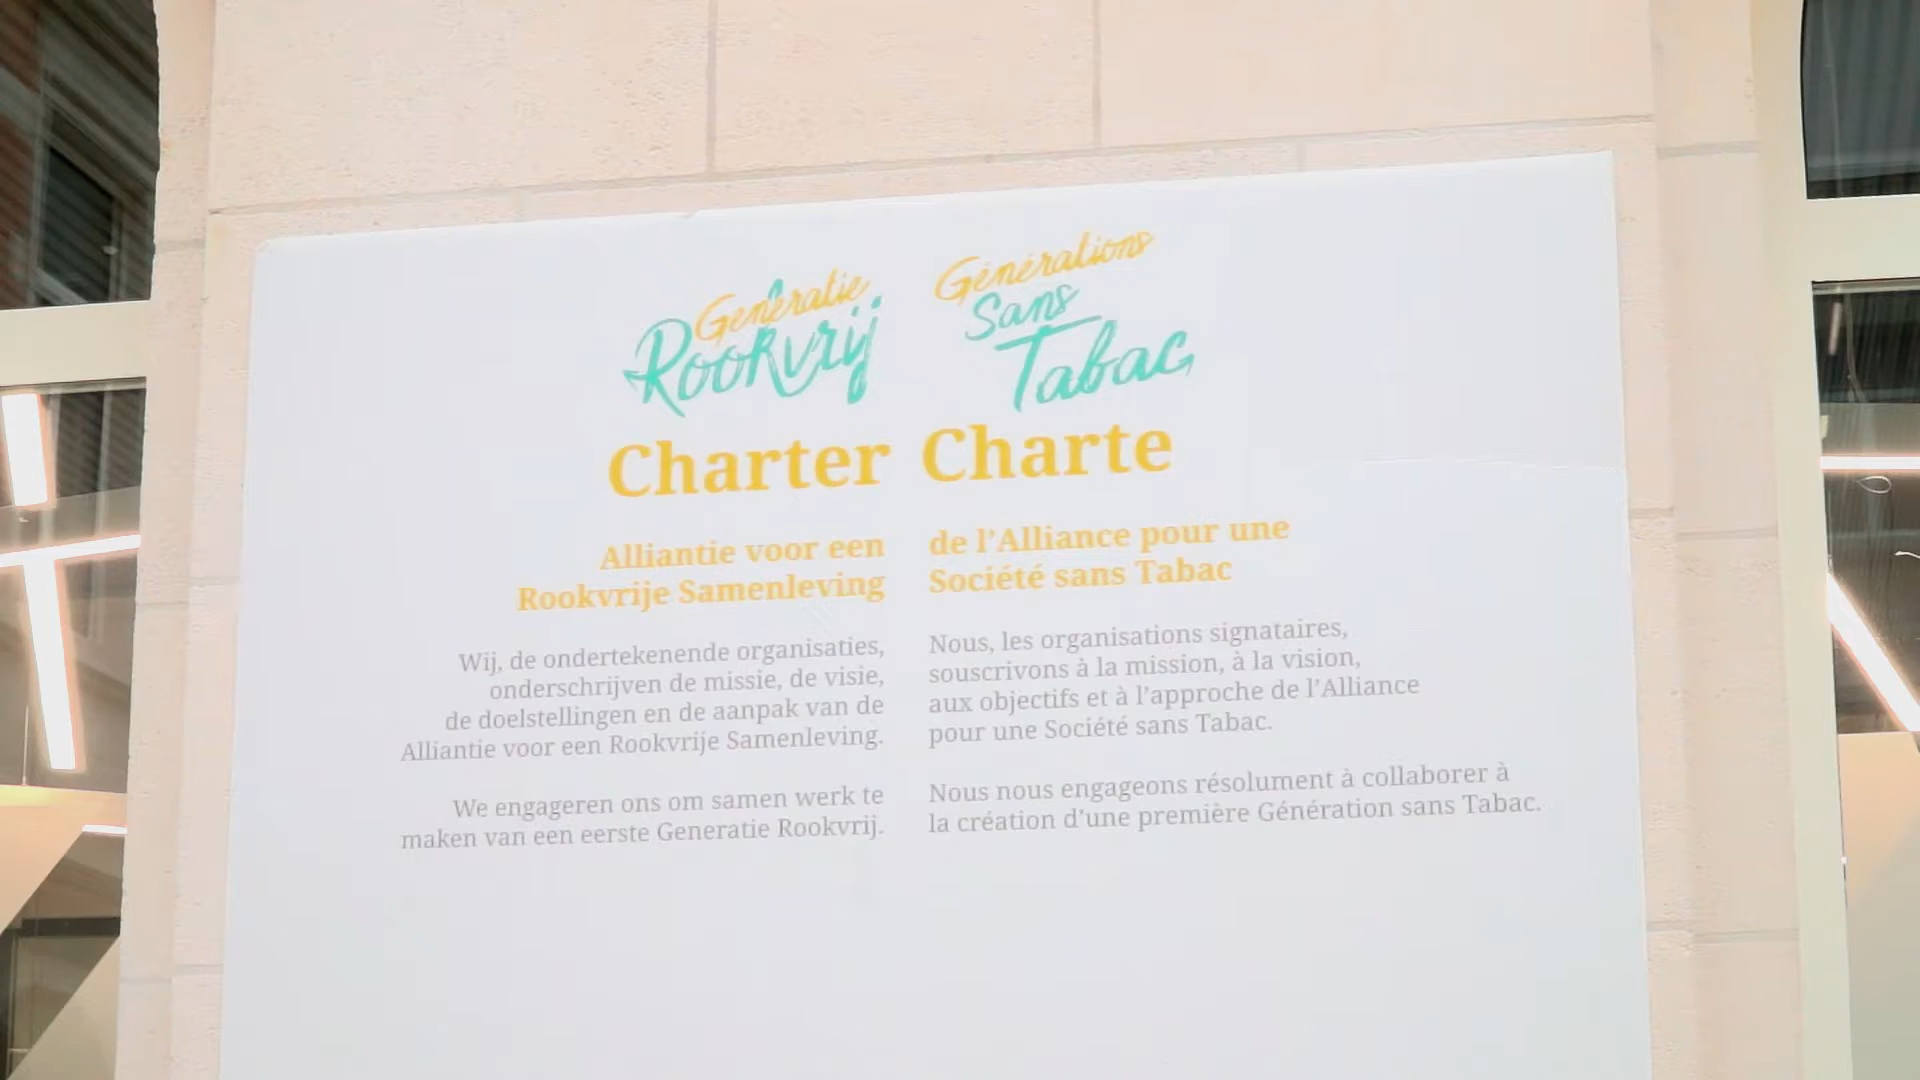 Generatie
Rookvrij
Générations
Sans
Tabac
Charter
Alliantie voor een
Rookvrije Samenleving
Wij, de ondertekenende organisaties,
onderschrijven de missie, de visie,
de doelstellingen en de aanpak van de
Alliantie voor een Rookvrije Samenleving.
We engageren ons om samen werk te
maken van een eerste Generatie Rookvrij.
Charte
de l’Alliance pour une
Société sans Tabac
Nous, les organisations signataires,
souscrivons à la mission, à la vision,
aux objectifs et à l’approche de l’Alliance
pour une Société sans Tabac.
Nous nous engageons résolument à collaborer à
la création d’une première Génération sans Tabac.